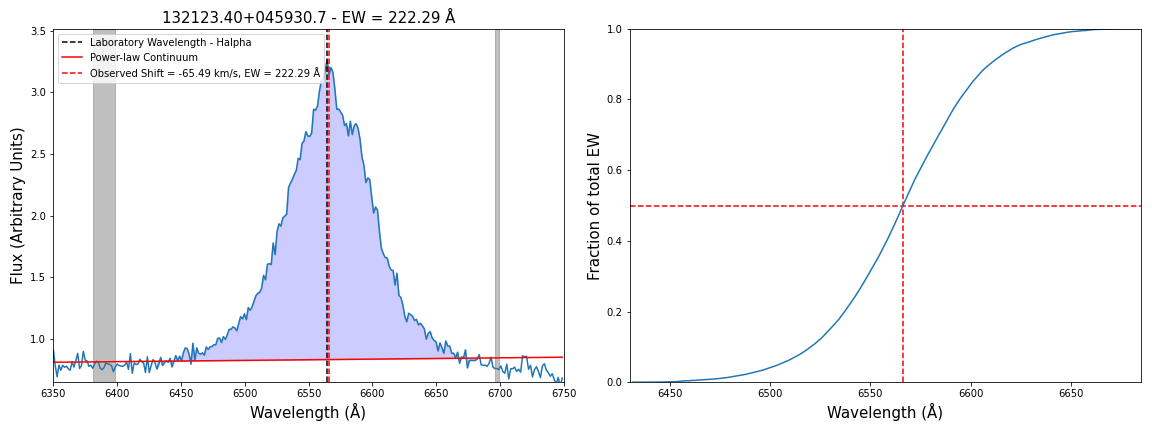 132123.40+045930.7 - EW = 222.29 Å
Laboratory Wavelength - Halpha
Power-law Continuum
Observed Shift = -65.49 km/s, EW = 222.29 Å
Flux (Arbitrary Units)
3.5
3.0
2.5
2.0
1.5
1.0
6350 6400 6450 6500 6550 6600 6650 6700 6750
Wavelength (Å)
Fraction of total EW
1.0
0.8
0.6
0.4
0.2
0.0
6450 6500 6550 6600 6650
Wavelength (Å)